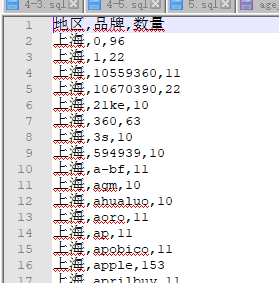 4-3.sql 4-5.sql 5.sql age_
1 地区,品牌,数量
2 上海,0,96
3 上海,1,22
4 上海,10559360,11
5 上海,10670390,22
6 上海,21ke,10
7 上海,360,63
8 上海,3s,10
9 上海,594939,10
10 上海,a-bf,11
11 上海,agm,10
12 上海,ahualuo,10
13 上海,aoro,11
14 上海,ap,11
15 上海,apobico,11
16 上海,apple,153
17 上海,aprilbuy,11